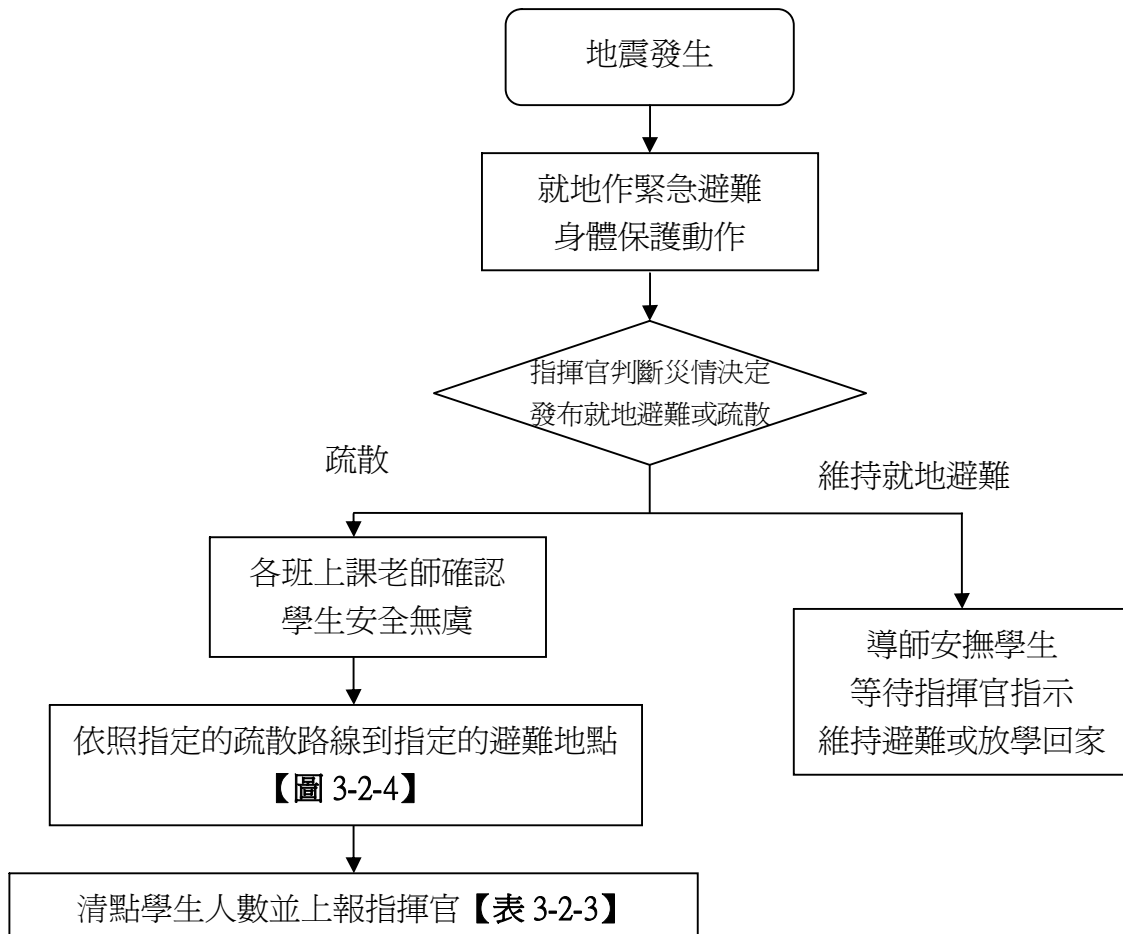 地震發生
就地作緊急避難
身體保護動作
指揮官判斷災情決定
發布就地避難或疏散
疏散
維持就地避難
各班上課老師確認
學生安全無虞
導師安撫學生
等待指揮官指示
維持避難或放學回家
依照指定的疏散路線到指定的避難地點
【圖 3-2-4】
清點學生人數並上報指揮官【表 3-2-3】